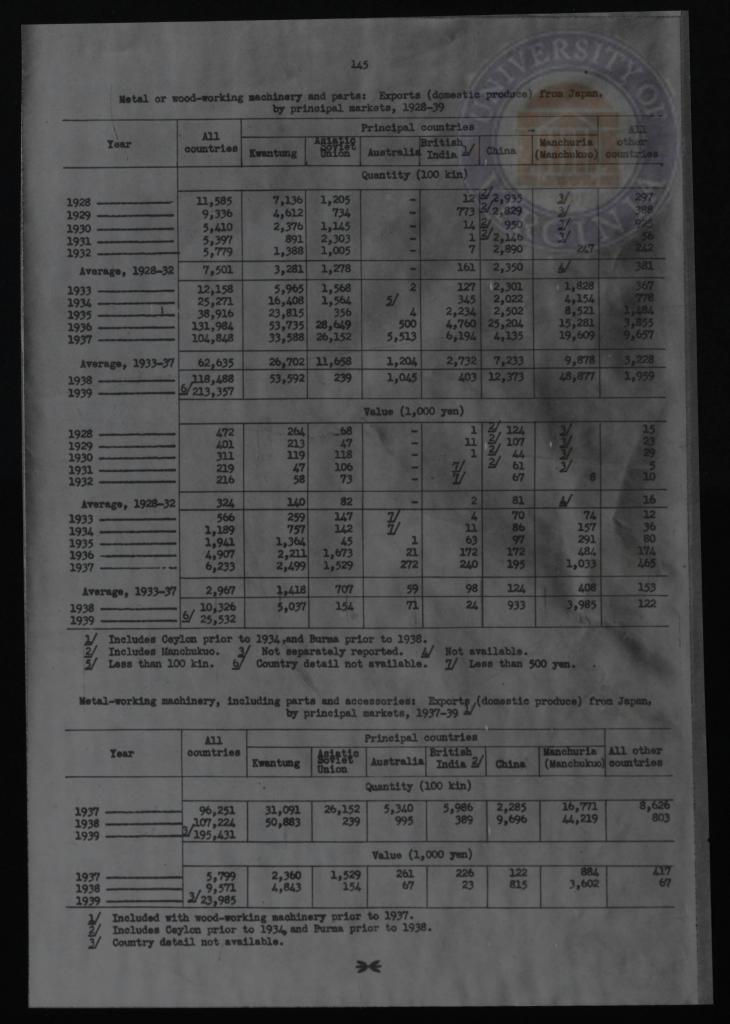 145
Metal or wood-working machinery and parts: Exports (domestic produce) from Japan,
by principal markets, 1928-39
Year | All countries | Principal countries | All other countries
Kwantung | Asiatic Soviet Union | Australia | British India 1/ | China | Manchuria (Manchukuo)
Quantity (100 kin)
1928 | 11,585 | 7,136 | 1,205 | - | 12 | 2/ 2,935 | 3/ | 297
1929 | 9,336 | 4,612 | 734 | - | 773 | 2/ 2,829 | 3/ | 388
1930 | 5,410 | 2,376 | 1,145 | - | 14 | 2/ 950 | 3/ | 925
1931 | 5,397 | 891 | 2,303 | - | 1 | 2/ 2,146 | 3/ | 56
1932 | 5,779 | 1,388 | 1,005 | - | 7 | 2,890 | 247 | 242
Average, 1928-32 | 7,501 | 3,281 | 1,278 | - | 161 | 2,350 | 4/ | 381
1933 | 12,158 | 5,965 | 1,568 | 2 | 127 | 2,301 | 1,828 | 367
1934 | 25,271 | 16,408 | 1,564 | 5/ | 345 | 2,022 | 4,154 | 778
1935 | 38,916 | 23,815 | 356 | 4 | 2,234 | 2,502 | 8,521 | 1,484
1936 | 131,984 | 53,735 | 28,649 | 500 | 4,760 | 25,204 | 15,281 | 3,855
1937 | 104,848 | 33,588 | 26,152 | 5,513 | 6,194 | 4,135 | 19,609 | 9,657
Average, 1933-37 | 62,635 | 26,702 | 11,658 | 1,204 | 2,732 | 7,233 | 9,878 | 3,228
1938 | 118,488 | 53,592 | 239 | 1,045 | 403 | 12,373 | 48,877 | 1,959
1939 | 6/ 213,357
Value (1,000 yen)
1928 | 472 | 264 | 68 | - | 1 | 2/ 124 | 3/ | 15
1929 | 401 | 213 | 47 | - | 11 | 2/ 107 | 3/ | 23
1930 | 311 | 119 | 118 | - | 1 | 2/ 44 | 3/ | 29
1931 | 219 | 47 | 106 | - | 7/ | 2/ 61 | 3/ | 5
1932 | 216 | 58 | 73 | - | 7/ | 67 | 8 | 10
Average, 1928-32 | 324 | 140 | 82 | - | 2 | 81 | 4/ | 16
1933 | 566 | 259 | 147 | 7/ | 4 | 70 | 74 | 12
1934 | 1,189 | 757 | 142 | 7/ | 11 | 86 | 157 | 36
1935 | 1,941 | 1,364 | 45 | 1 | 63 | 97 | 291 | 80
1936 | 4,907 | 2,211 | 1,673 | 21 | 172 | 172 | 484 | 174
1937 | 6,233 | 2,499 | 1,529 | 272 | 240 | 195 | 1,033 | 465
Average, 1933-37 | 2,967 | 1,418 | 707 | 59 | 98 | 124 | 408 | 153
1938 | 10,326 | 5,037 | 154 | 71 | 24 | 933 | 3,985 | 122
1939 | 6/ 25,532
1/ Includes Ceylon prior to 1934, and Burma prior to 1938.
2/ Includes Manchukuo. 3/ Not separately reported. 4/ Not available.
5/ Less than 100 kin. 6/ Country detail not available. 7/ Less than 500 yen.
Metal-working machinery, including parts and accessories: Exports (domestic produce) from Japan,
by principal markets, 1937-39 1/
Year | All countries | Principal countries | All other countries
Kwantung | Asiatic Soviet Union | Australia | British India 2/ | China | Manchuria (Manchukuo)
Quantity (100 kin)
1937 | 96,251 | 31,091 | 26,152 | 5,340 | 5,986 | 2,285 | 16,771 | 8,626
1938 | 107,224 | 50,883 | 239 | 995 | 389 | 9,696 | 44,219 | 803
1939 | 3/ 195,431
Value (1,000 yen)
1937 | 5,799 | 2,360 | 1,529 | 261 | 226 | 122 | 884 | 417
1938 | 9,571 | 4,843 | 154 | 67 | 23 | 815 | 3,602 | 67
1939 | 3/ 23,985
1/ Included with wood-working machinery prior to 1937.
2/ Includes Ceylon prior to 1934, and Burma prior to 1938.
3/ Country detail not available.
UNIVERSITY OF VIRGINIA